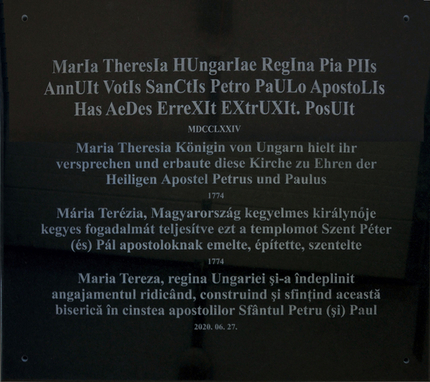 MarIa TheresIa HUngarIae RegIna Pia PIIs
AnnUIt VotIs SanCtIs Petro PaULo ApostoLIs
Has AeDes ErreXIt EXtrUXIt. PosUIt
MDCCLXXIV
Maria Theresia Königin von Ungarn hielt ihr
versprechen und erbaute diese Kirche zu Ehren der
Heiligen Apostel Petrus und Paulus
1774
Mária Terézia, Magyarország kegyelmes királynője
kegyes fogadalmát teljesítve ezt a templomot Szent Péter
(és) Pál apostoloknak emelte, építette, szentelte
1774
Maria Tereza, regina Ungariei şi-a îndeplinit
angajamentul ridicând, construind şi sfinţind această
biserică în cinstea apostolilor Sfântul Petru (şi) Paul
2020. 06. 27.